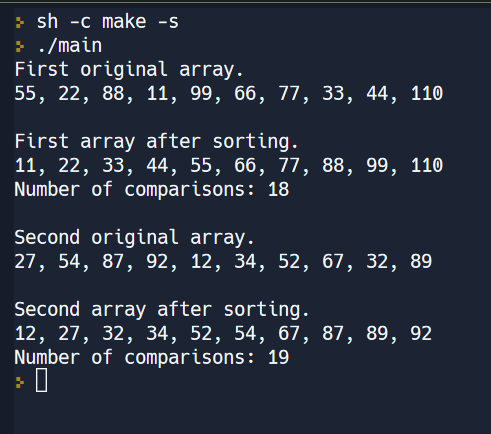 sh -c make -s
./main
First original array.
55, 22, 88, 11, 99, 66, 77, 33, 44, 110
First array after sorting.
11, 22, 33, 44, 55, 66, 77, 88, 99, 110
Number of comparisons: 18
Second original array.
27, 54, 87, 92, 12, 34, 52, 67, 32, 89
Second array after sorting.
12, 27, 32, 34, 52, 54, 67, 87, 89, 92
Number of comparisons: 19